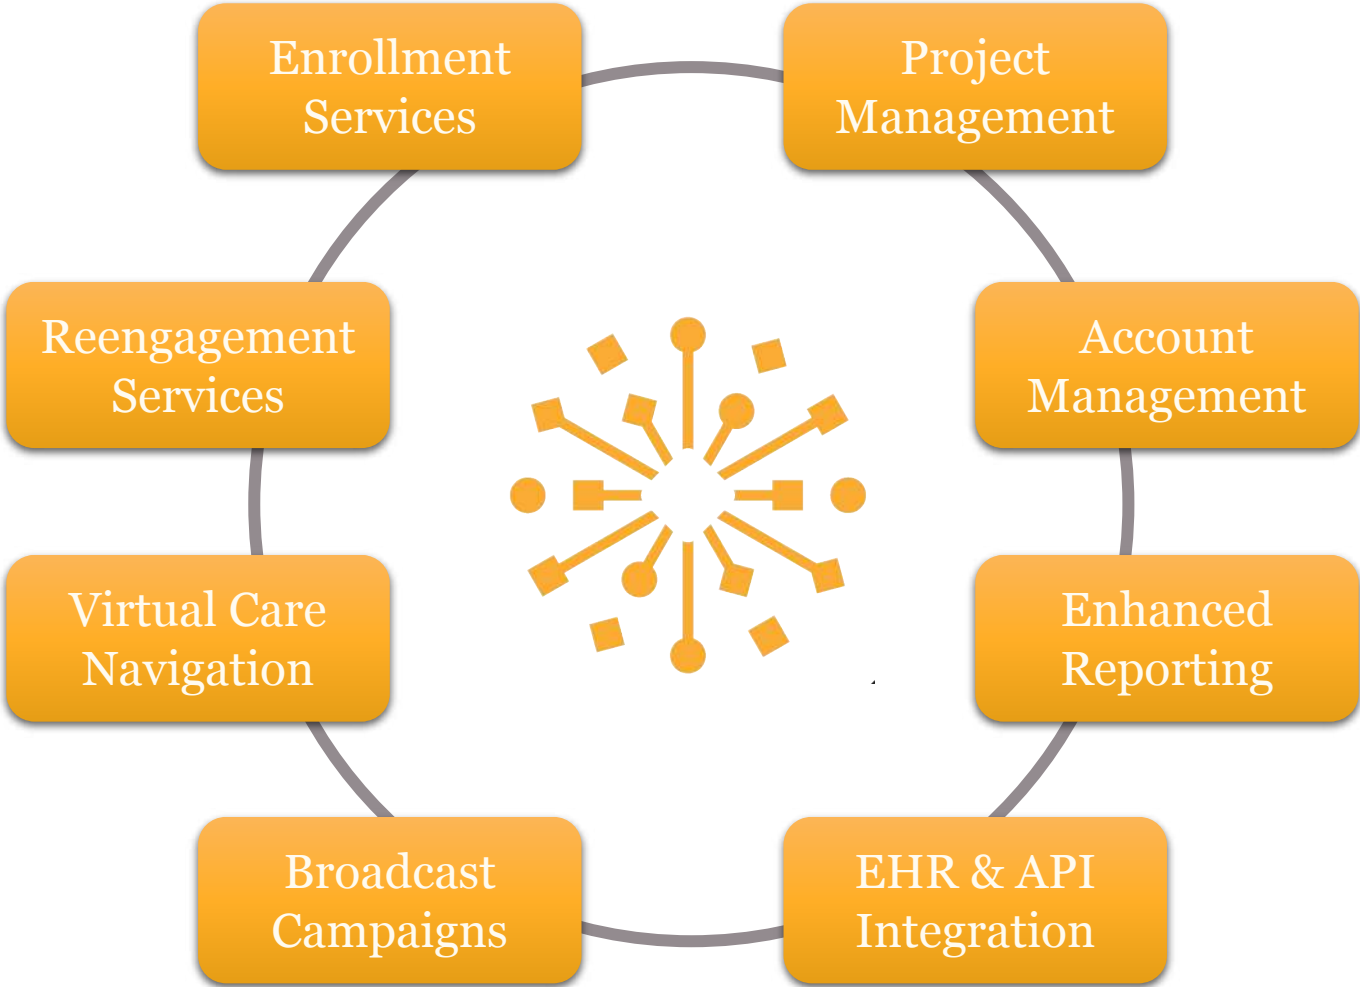 Enrollment
Services
Project
Management
Reengagement
Services
Account
Management
Virtual Care
Navigation
Enhanced
Reporting
Broadcast
Campaigns
EHR & API
Integration